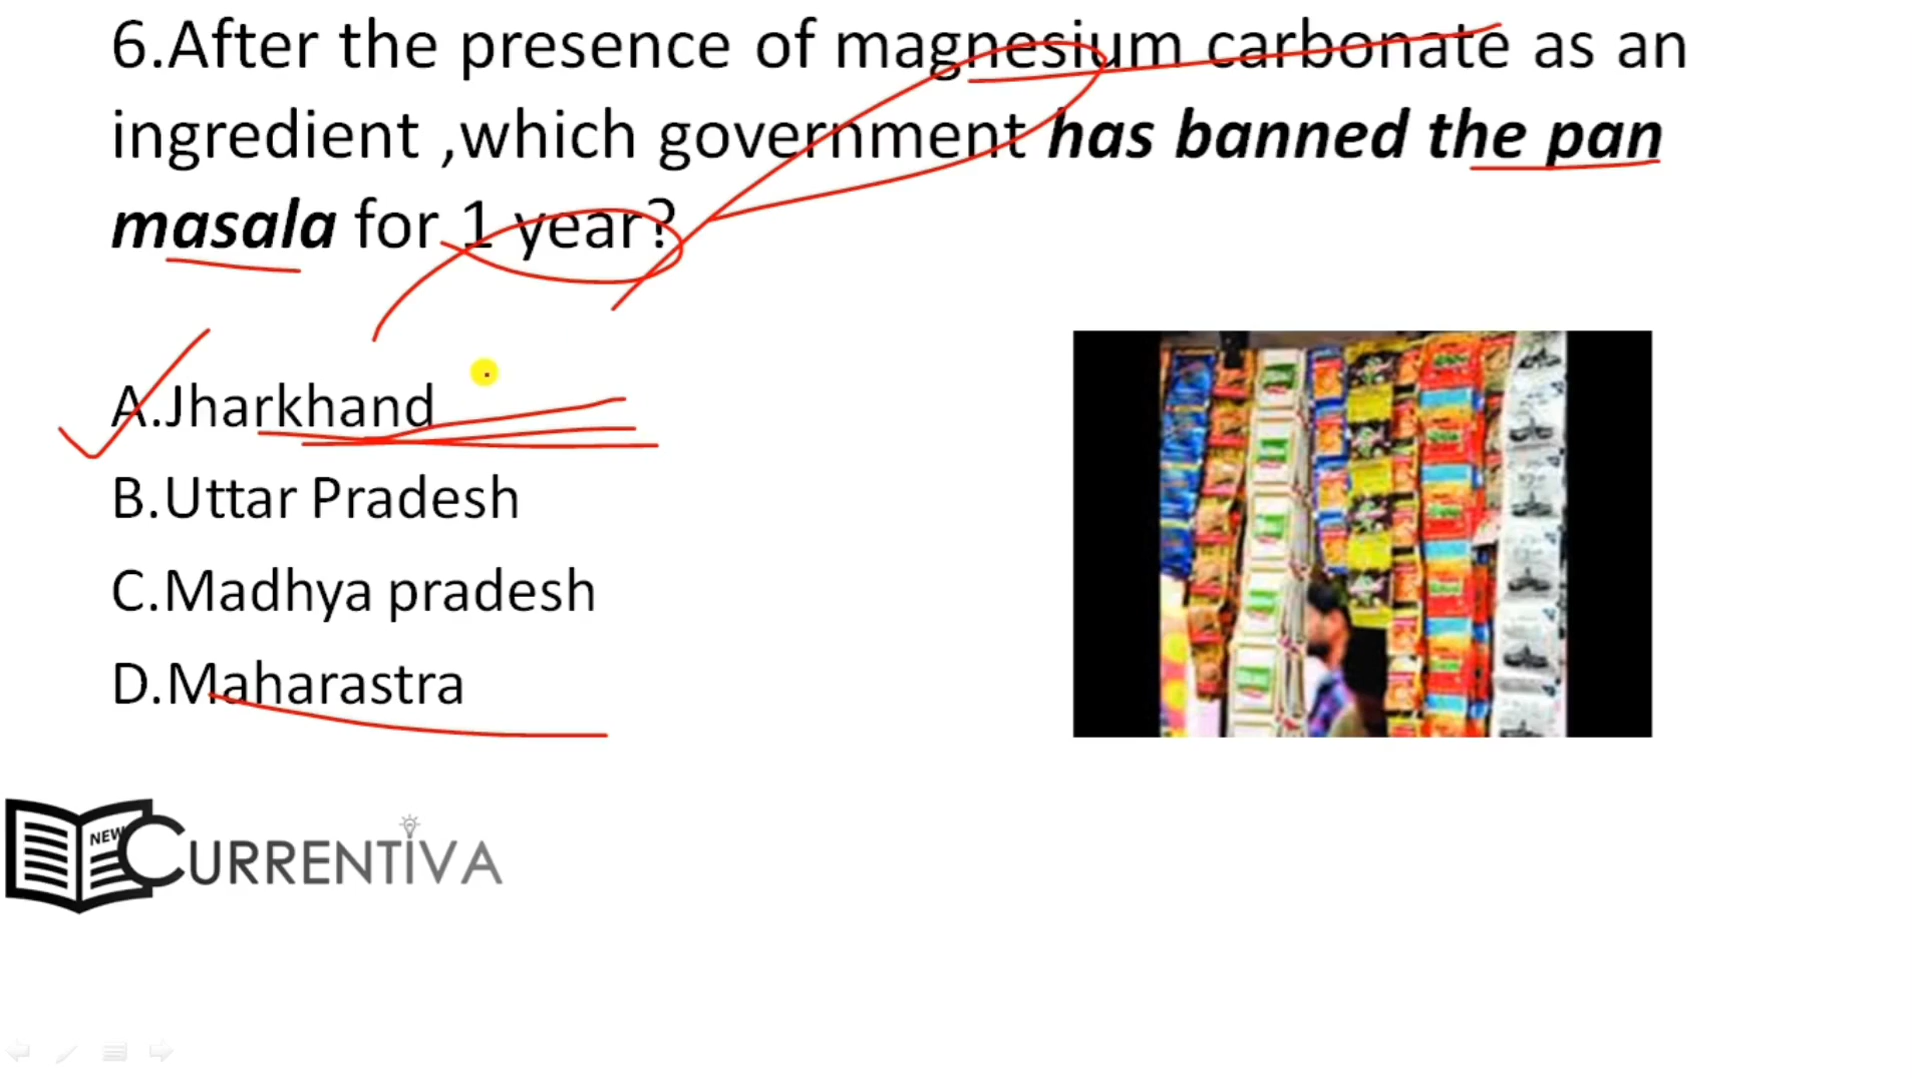 6.After the presence of magnesium carbonate as an
ingredient ,which government has banned the pan
masala for 1 year?
A.Jharkhand
B.Uttar Pradesh
C.Madhya pradesh
D.Maharastra
NEW
CURRENTIVA